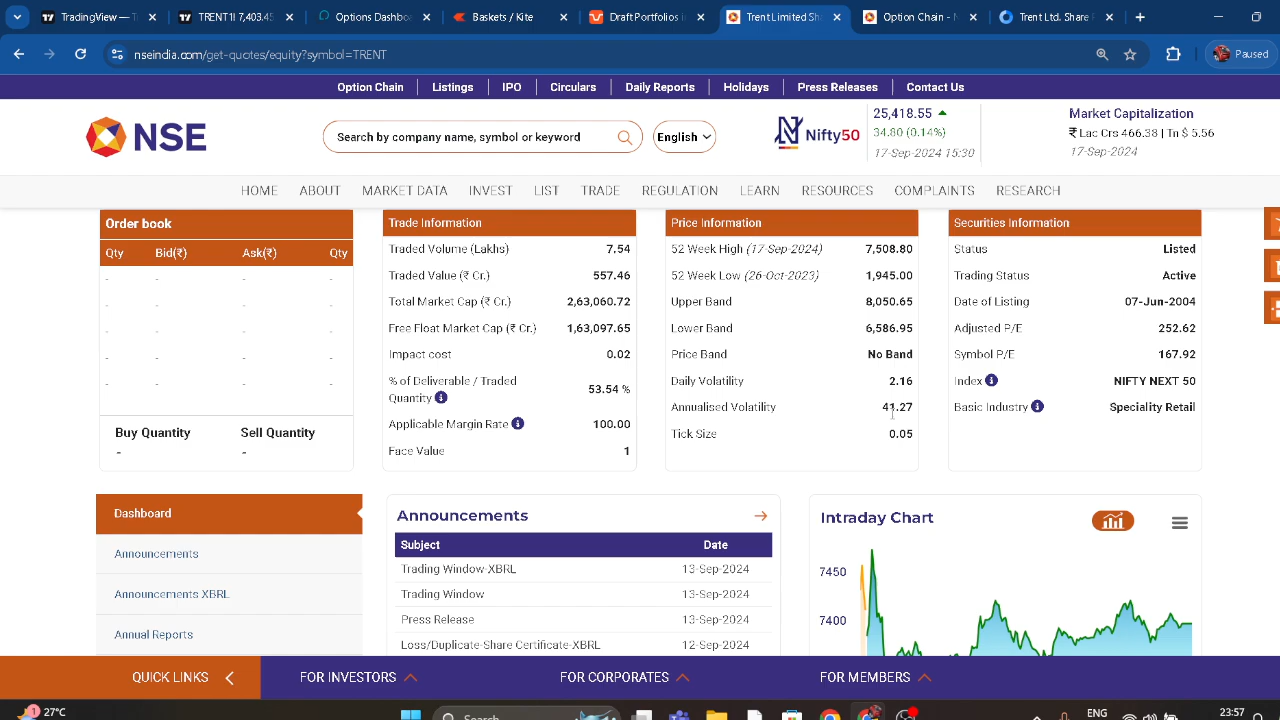 TradingView — T
TRENT1! 7,403.45
Options Dashboa
Baskets / Kite
Draft Portfolios i
Trent Limited Sh
Option Chain - N
Trent Ltd. Share P
nseindia.com/get-quotes/equity?symbol=TRENT
Paused
Option Chain
Listings
IPO
Circulars
Daily Reports
Holidays
Press Releases
Contact Us
NSE
Search by company name, symbol or keyword
English
Nifty50
25,418.55
34.80 (0.14%)
17-Sep-2024 15:30
Market Capitalization
₹ Lac Crs 466.38 | Tn $ 5.56
17-Sep-2024
HOME
ABOUT
MARKET DATA
INVEST
LIST
TRADE
REGULATION
LEARN
RESOURCES
COMPLAINTS
RESEARCH
Order book
Qty Bid(₹) Ask(₹) Qty
- - - -
- - - -
- - - -
- - - -
- - - -
Buy Quantity Sell Quantity
- -
Trade Information
Traded Volume (Lakhs) 7.54
Traded Value (₹ Cr.) 557.46
Total Market Cap (₹ Cr.) 2,63,060.72
Free Float Market Cap (₹ Cr.) 1,63,097.65
Impact cost 0.02
% of Deliverable / Traded
Quantity 53.54 %
Applicable Margin Rate 100.00
Face Value 1
Price Information
52 Week High (17-Sep-2024) 7,508.80
52 Week Low (26-Oct-2023) 1,945.00
Upper Band 8,050.65
Lower Band 6,586.95
Price Band No Band
Daily Volatility 2.16
Annualised Volatility 41.27
Tick Size 0.05
Securities Information
Status Listed
Trading Status Active
Date of Listing 07-Jun-2004
Adjusted P/E 252.62
Symbol P/E 167.92
Index NIFTY NEXT 50
Basic Industry Speciality Retail
Dashboard
Announcements
Announcements XBRL
Annual Reports
Announcements
Subject Date
Trading Window-XBRL 13-Sep-2024
Trading Window 13-Sep-2024
Press Release 13-Sep-2024
Loss/Duplicate-Share Certificate-XBRL 12-Sep-2024
Intraday Chart
7450
7400
QUICK LINKS
FOR INVESTORS
FOR CORPORATES
FOR MEMBERS
1
27°C
Search
ENG
23:57